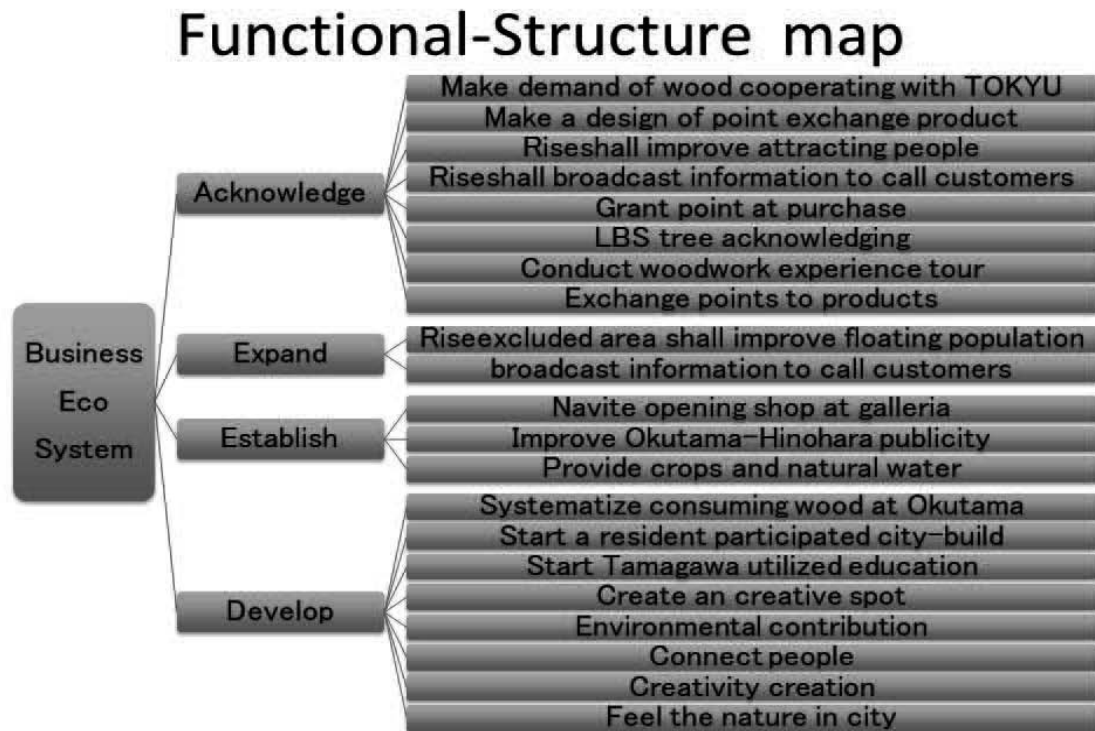 Functional-Structure map
Business
Eco
System
Acknowledge
Make demand of wood cooperating with TOKYU
Make a design of point exchange product
Riseshall improve attracting people
Riseshall broadcast information to call customers
Grant point at purchase
LBS tree acknowledging
Conduct woodwork experience tour
Exchange points to products
Expand
Riseexcluded area shall improve floating population
broadcast information to call customers
Establish
Navite opening shop at galleria
Improve Okutama-Hinohara publicity
Provide crops and natural water
Develop
Systematize consuming wood at Okutama
Start a resident participated city-build
Start Tamagawa utilized education
Create an creative spot
Environmental contribution
Connect people
Creativity creation
Feel the nature in city